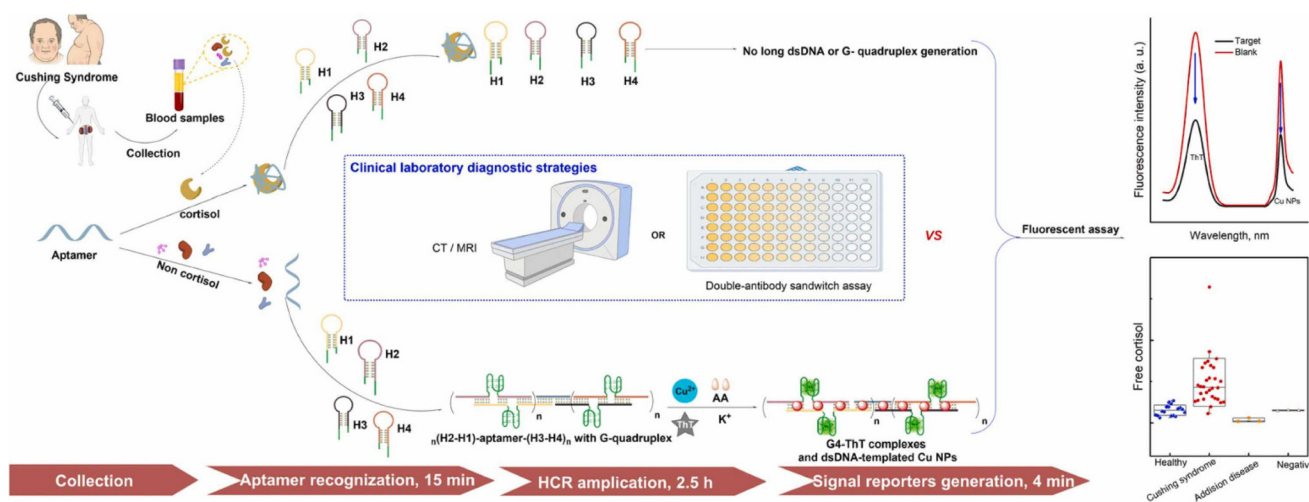 Cushing Syndrome
Blood samples
Collection
cortisol
Aptamer
Non cortisol
H1
H2
H3
H4
H1
H2
H3
H4
No long dsDNA or G- quadruplex generation
Clinical laboratory diagnostic strategies
CT / MRI
OR
Double-antibody sandwitch assay
VS
Fluorescent assay
H1
H2
H3
H4
n
n
n(H2-H1)-aptamer-(H3-H4)n with G-quadruplex
Cu2+
AA
ThT
K+
n
n
G4-ThT complexes
and dsDNA-templated Cu NPs
Fluorescence intensity (a. u.)
Target
Blank
ThT
Cu NPs
Wavelength, nm
Free cortisol
Healthy
Cushing syndrome
Addision disease
Negative
Collection
Aptamer recognization, 15 min
HCR amplication, 2.5 h
Signal reporters generation, 4 min